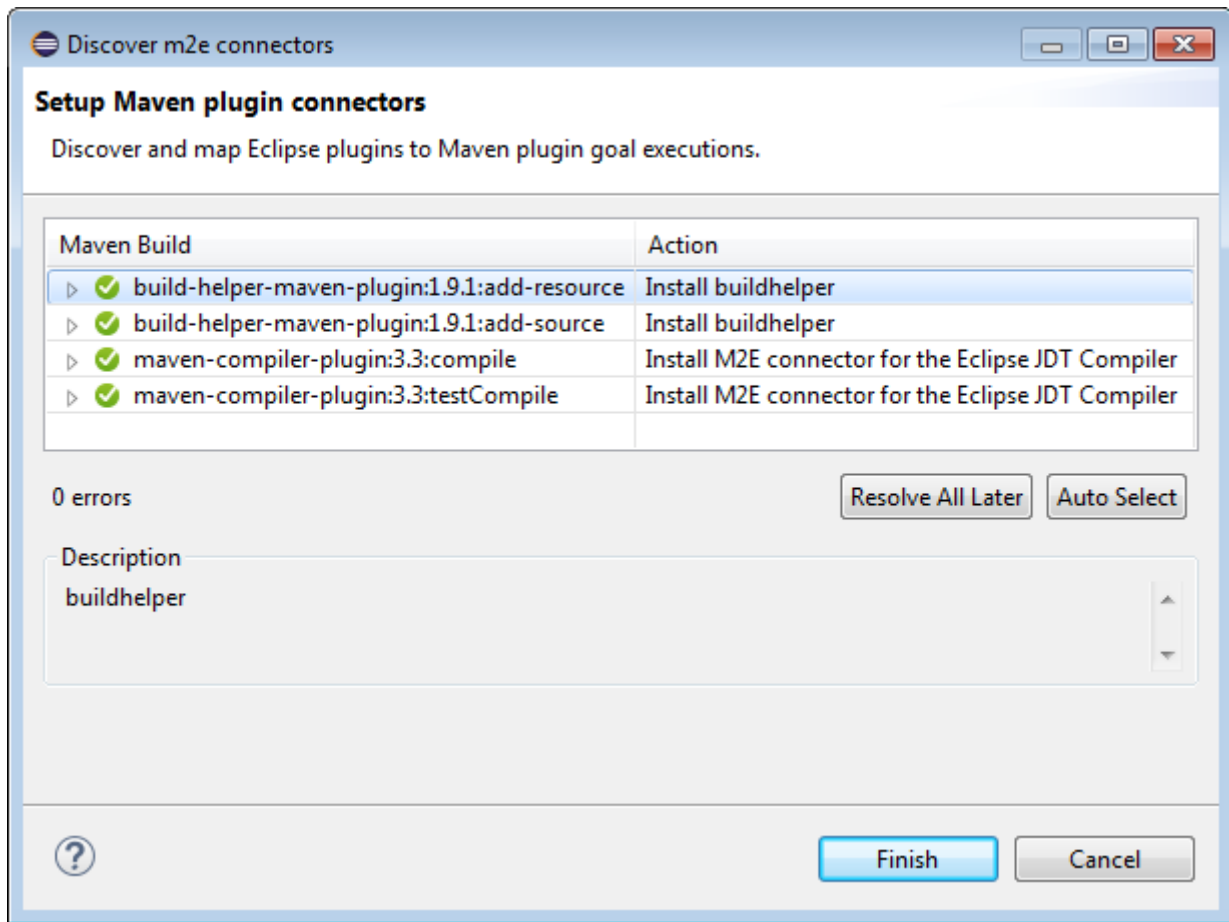 Discover m2e connectors
Setup Maven plugin connectors
Discover and map Eclipse plugins to Maven plugin goal executions.
Maven Build Action
build-helper-maven-plugin:1.9.1:add-resource Install buildhelper
build-helper-maven-plugin:1.9.1:add-source Install buildhelper
maven-compiler-plugin:3.3:compile Install M2E connector for the Eclipse JDT Compiler
maven-compiler-plugin:3.3:testCompile Install M2E connector for the Eclipse JDT Compiler
0 errors Resolve All Later Auto Select
Description
buildhelper
? Finish Cancel